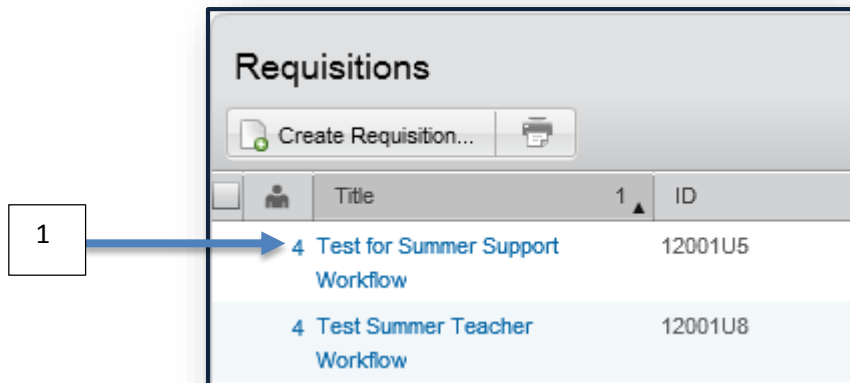 Requisitions
Create Requisition...
Title 1 ID
1
4 Test for Summer Support 12001U5
Workflow
4 Test Summer Teacher 12001U8
Workflow